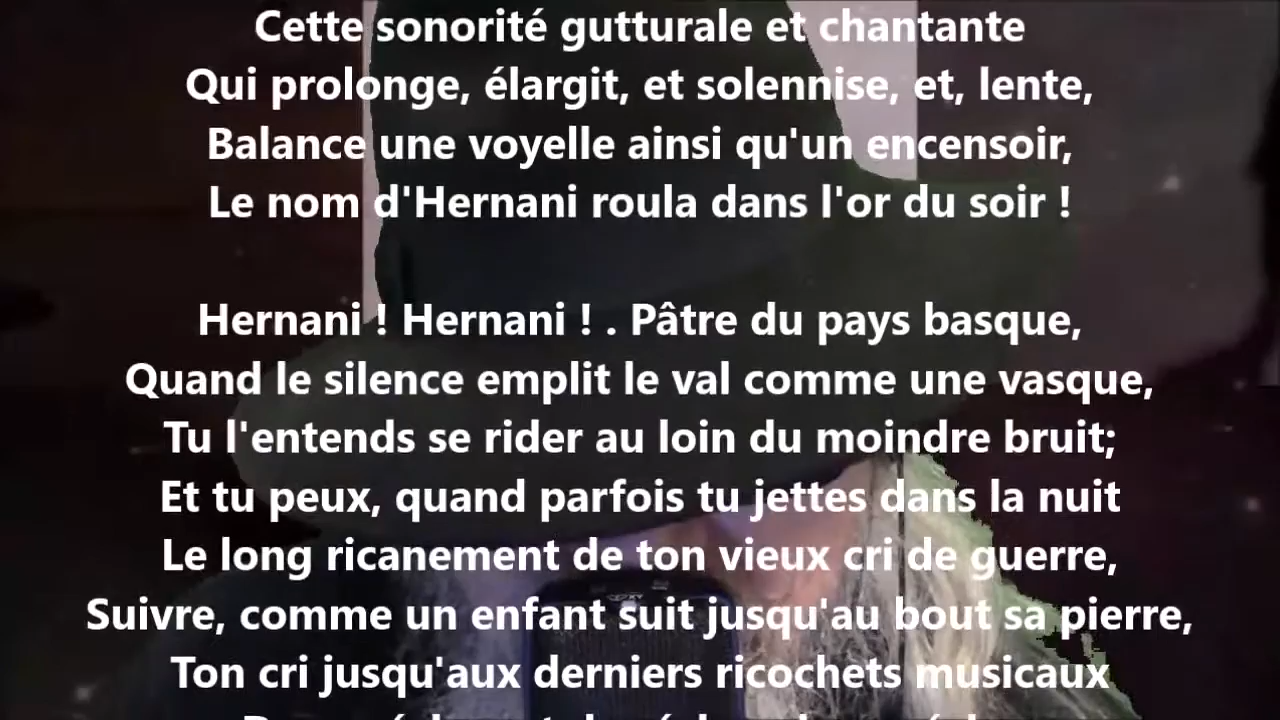 Cette sonorité gutturale et chantante
Qui prolonge, élargit, et solennise, et, lente,
Balance une voyelle ainsi qu'un encensoir,
Le nom d'Hernani roula dans l'or du soir !
Hernani ! Hernani ! . Pâtre du pays basque,
Quand le silence emplit le val comme une vasque,
Tu l'entends se rider au loin du moindre bruit;
Et tu peux, quand parfois tu jettes dans la nuit
Le long ricanement de ton vieux cri de guerre,
Suivre, comme un enfant suit jusqu'au bout sa pierre,
Ton cri jusqu'aux derniers ricochets musicaux